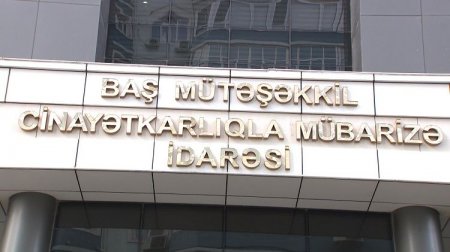 BAŞ MÜTƏŞƏKKİL
CİNAYƏTKARLIQLA MÜBARİZƏ
İDARƏSİ